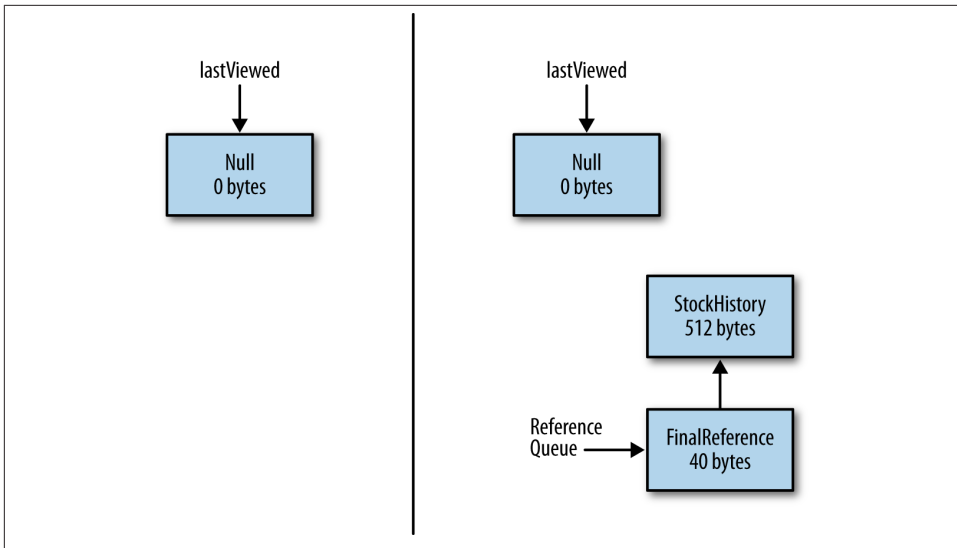 lastViewed
Null
0 bytes
lastViewed
Null
0 bytes
StockHistory
512 bytes
Reference
Queue
FinalReference
40 bytes